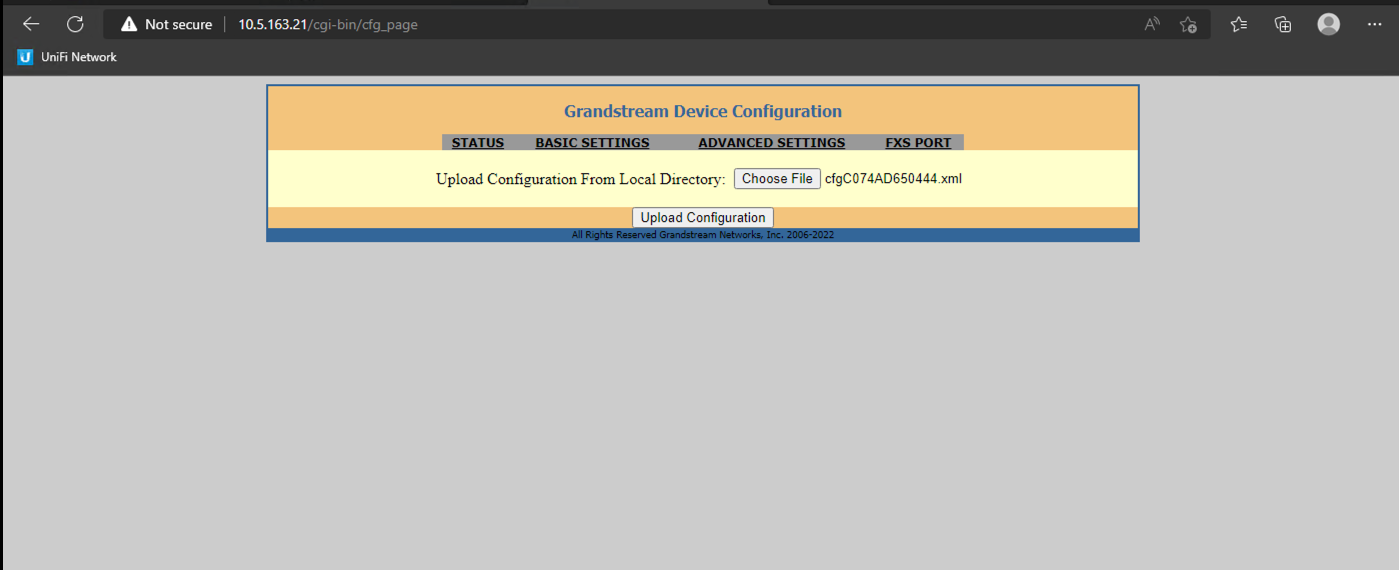 Not secure | 10.5.163.21/cgi-bin/cfg_page
UniFi Network
Grandstream Device Configuration
STATUS BASIC SETTINGS ADVANCED SETTINGS FXS PORT
Upload Configuration From Local Directory: Choose File cfgC074AD650444.xml
Upload Configuration
All Rights Reserved Grandstream Networks, Inc. 2006-2022